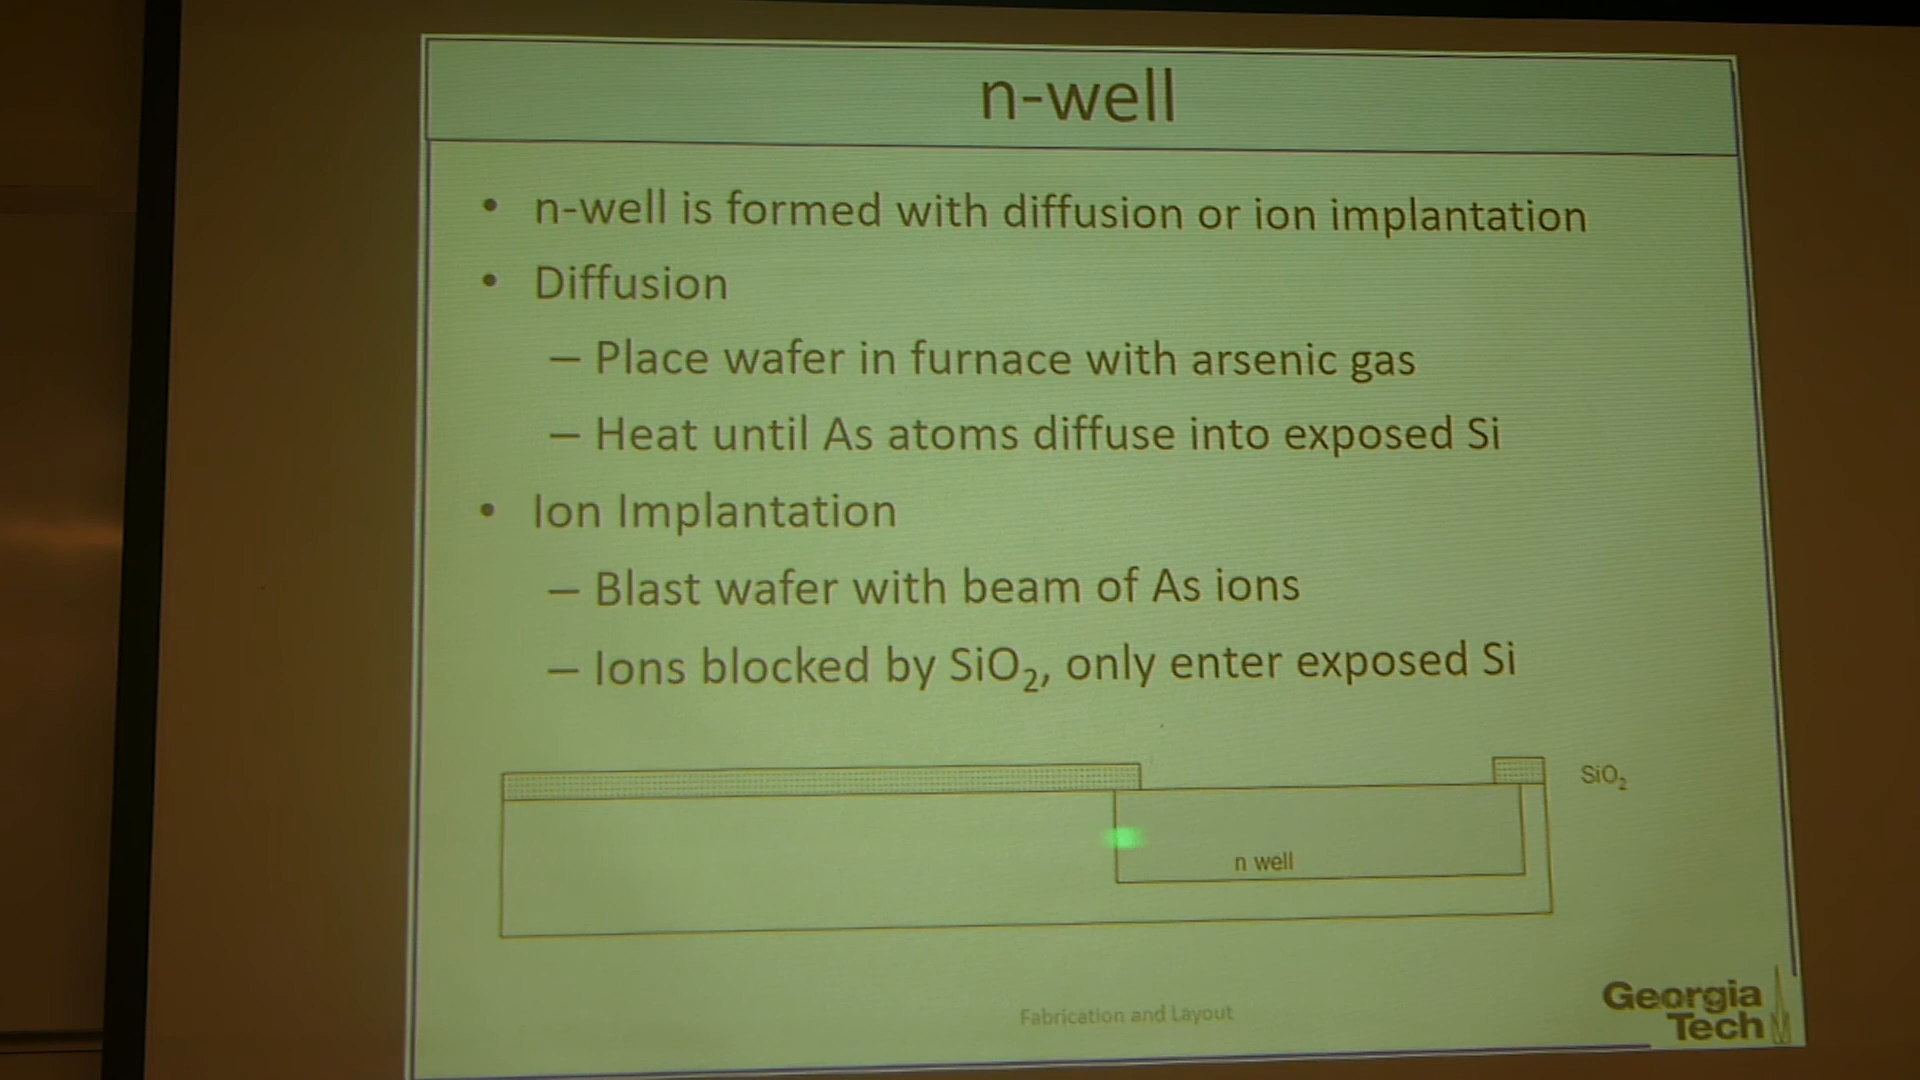 n-well
• n-well is formed with diffusion or ion implantation
• Diffusion
– Place wafer in furnace with arsenic gas
– Heat until As atoms diffuse into exposed Si
• Ion Implantation
– Blast wafer with beam of As ions
– Ions blocked by SiO₂, only enter exposed Si
SiO₂
n well
Fabrication and Layout
Georgia
Tech